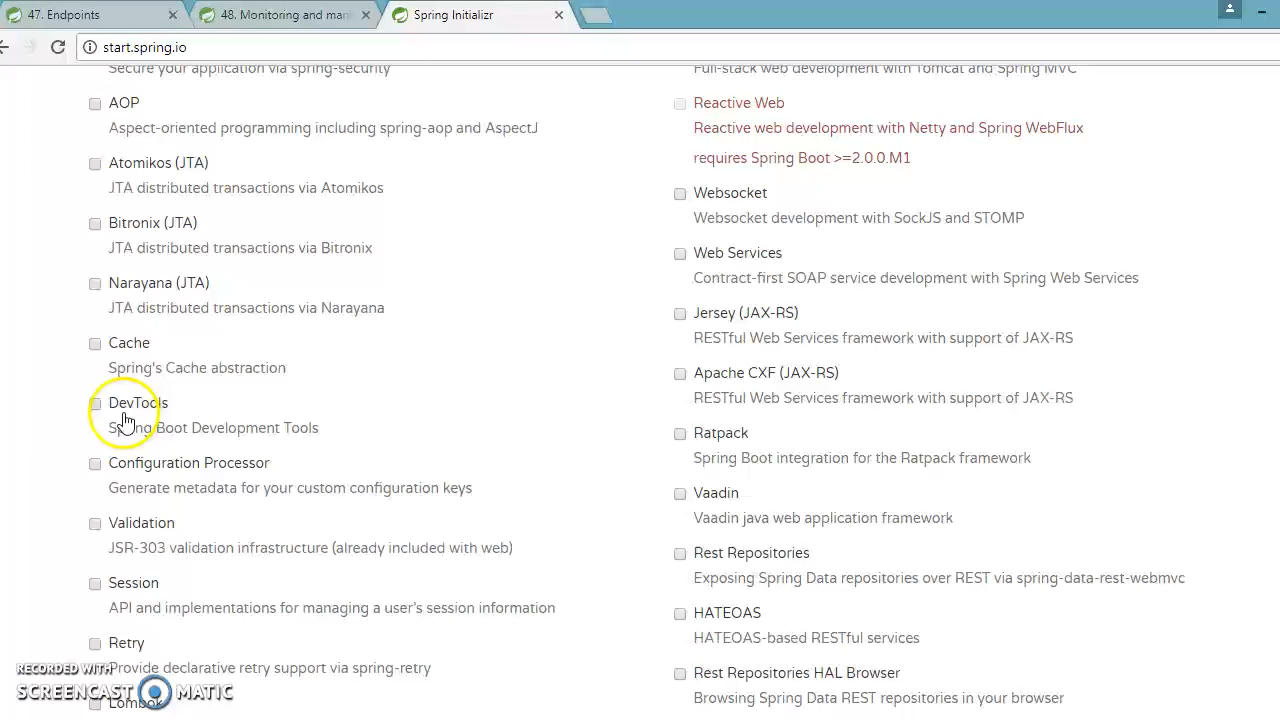 47. Endpoints
48. Monitoring and man
Spring Initializr
start.spring.io
Secure your application via spring-security
AOP
Aspect-oriented programming including spring-aop and AspectJ
Atomikos (JTA)
JTA distributed transactions via Atomikos
Bitronix (JTA)
JTA distributed transactions via Bitronix
Narayana (JTA)
JTA distributed transactions via Narayana
Cache
Spring's Cache abstraction
DevTools
Spring Boot Development Tools
Configuration Processor
Generate metadata for your custom configuration keys
Validation
JSR-303 validation infrastructure (already included with web)
Session
API and implementations for managing a user's session information
Retry
Provide declarative retry support via spring-retry
Lombok
Full-stack web development with Tomcat and Spring MVC
Reactive Web
Reactive web development with Netty and Spring WebFlux
requires Spring Boot >=2.0.0.M1
Websocket
Websocket development with SockJS and STOMP
Web Services
Contract-first SOAP service development with Spring Web Services
Jersey (JAX-RS)
RESTful Web Services framework with support of JAX-RS
Apache CXF (JAX-RS)
RESTful Web Services framework with support of JAX-RS
Ratpack
Spring Boot integration for the Ratpack framework
Vaadin
Vaadin java web application framework
Rest Repositories
Exposing Spring Data repositories over REST via spring-data-rest-webmvc
HATEOAS
HATEOAS-based RESTful services
Rest Repositories HAL Browser
Browsing Spring Data REST repositories in your browser
RECORDED WITH
SCREENCAST MATIC